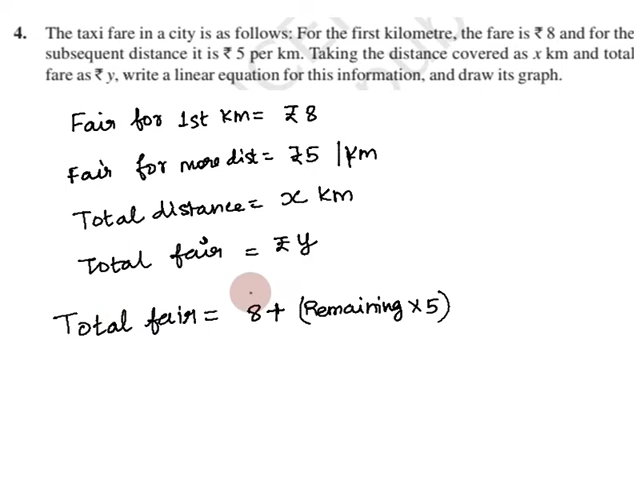 4. The taxi fare in a city is as follows: For the first kilometre, the fare is ₹ 8 and for the
subsequent distance it is ₹ 5 per km. Taking the distance covered as x km and total
fare as ₹ y, write a linear equation for this information, and draw its graph.
Fair for 1st KM = ₹8
Fair for more dist = ₹5 /km
Total distance = x km
Total fair = ₹ y
Total fair = 8 + (Remaining × 5)